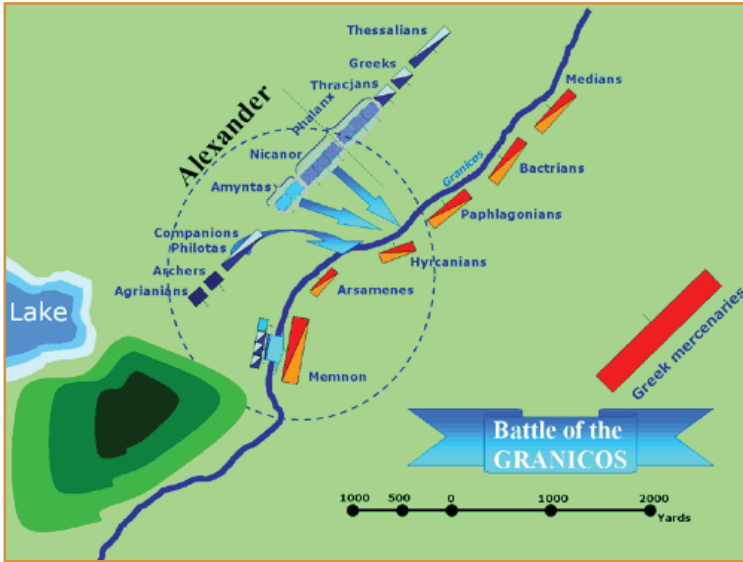 Thessalians
Greeks
Thracjans
Phalanx
Alexander
Nicanor
Amyntas
Medians
Granicos
Bactrians
Paphlagonians
Companions
Philotas
Archers
Agrianians
Hyrcanians
Arsamenes
Lake
Memnon
Greek mercenaries
Battle of the
GRANICOS
1000 500 0 1000 2000
Yards